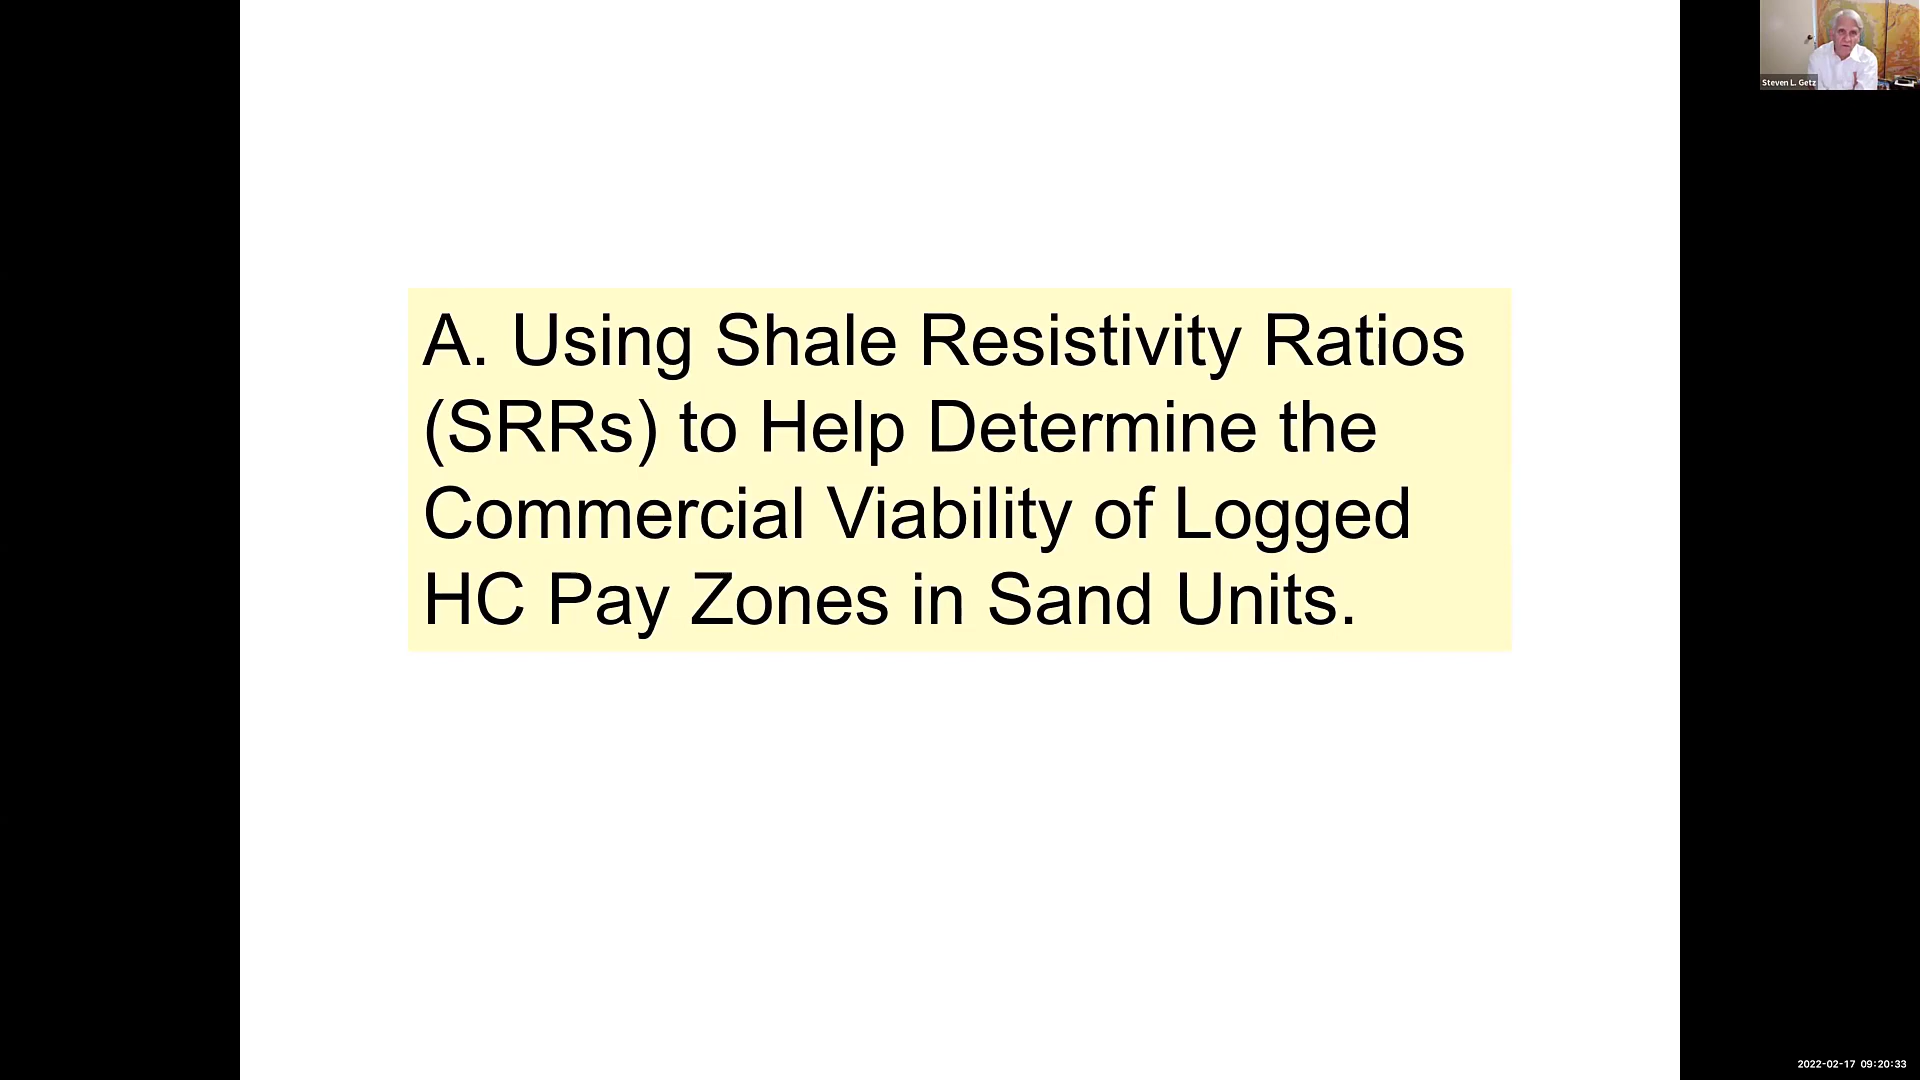 Steven L. Getz
A. Using Shale Resistivity Ratios
(SRRs) to Help Determine the
Commercial Viability of Logged
HC Pay Zones in Sand Units.
2022-02-17 09:20:33